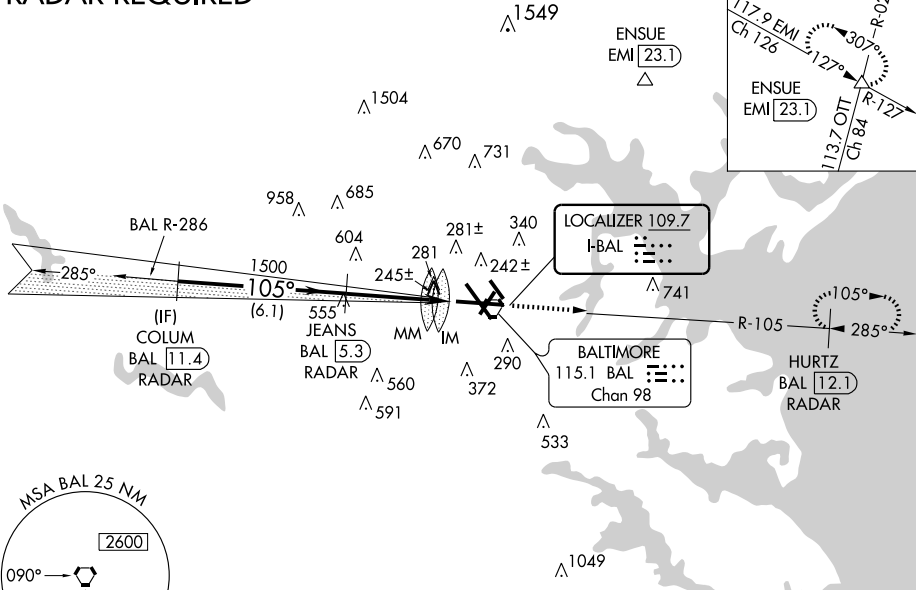 RADAR REQUIRED
1549
ENSUE
EMI 23.1
117.9 EMI
Ch 126
307°
127°
R-127
ENSUE
EMI 23.1
113.7 OTT
Ch 84
1504
670
731
958
685
BAL R-286
604
281
281±
340
245±
242±
LOCALIZER 109.7
I-BAL
741
285°
1500
105°
(6.1)
555
(IF)
COLUM
BAL 11.4
RADAR
JEANS
BAL 5.3
RADAR
MM
IM
R-105
105°
285°
HURTZ
BAL 12.1
RADAR
290
BALTIMORE
115.1 BAL
Chan 98
560
372
591
533
MSA BAL 25 NM
2600
090°
1049